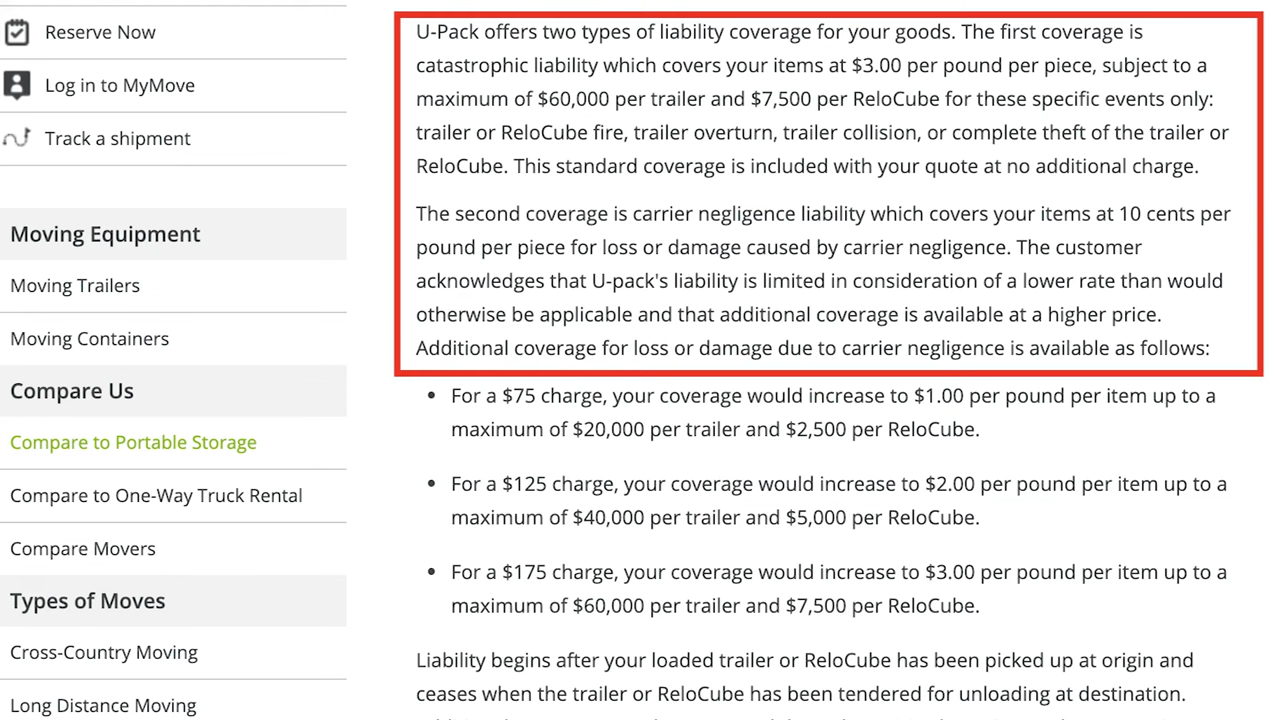 Reserve Now
Log in to MyMove
Track a shipment
Moving Equipment
Moving Trailers
Moving Containers
Compare Us
Compare to Portable Storage
Compare to One-Way Truck Rental
Compare Movers
Types of Moves
Cross-Country Moving
Long Distance Moving
U-Pack offers two types of liability coverage for your goods. The first coverage is
catastrophic liability which covers your items at $3.00 per pound per piece, subject to a
maximum of $60,000 per trailer and $7,500 per ReloCube for these specific events only:
trailer or ReloCube fire, trailer overturn, trailer collision, or complete theft of the trailer or
ReloCube. This standard coverage is included with your quote at no additional charge.
The second coverage is carrier negligence liability which covers your items at 10 cents per
pound per piece for loss or damage caused by carrier negligence. The customer
acknowledges that U-pack's liability is limited in consideration of a lower rate than would
otherwise be applicable and that additional coverage is available at a higher price.
Additional coverage for loss or damage due to carrier negligence is available as follows:
• For a $75 charge, your coverage would increase to $1.00 per pound per item up to a
maximum of $20,000 per trailer and $2,500 per ReloCube.
• For a $125 charge, your coverage would increase to $2.00 per pound per item up to a
maximum of $40,000 per trailer and $5,000 per ReloCube.
• For a $175 charge, your coverage would increase to $3.00 per pound per item up to a
maximum of $60,000 per trailer and $7,500 per ReloCube.
Liability begins after your loaded trailer or ReloCube has been picked up at origin and
ceases when the trailer or ReloCube has been tendered for unloading at destination.